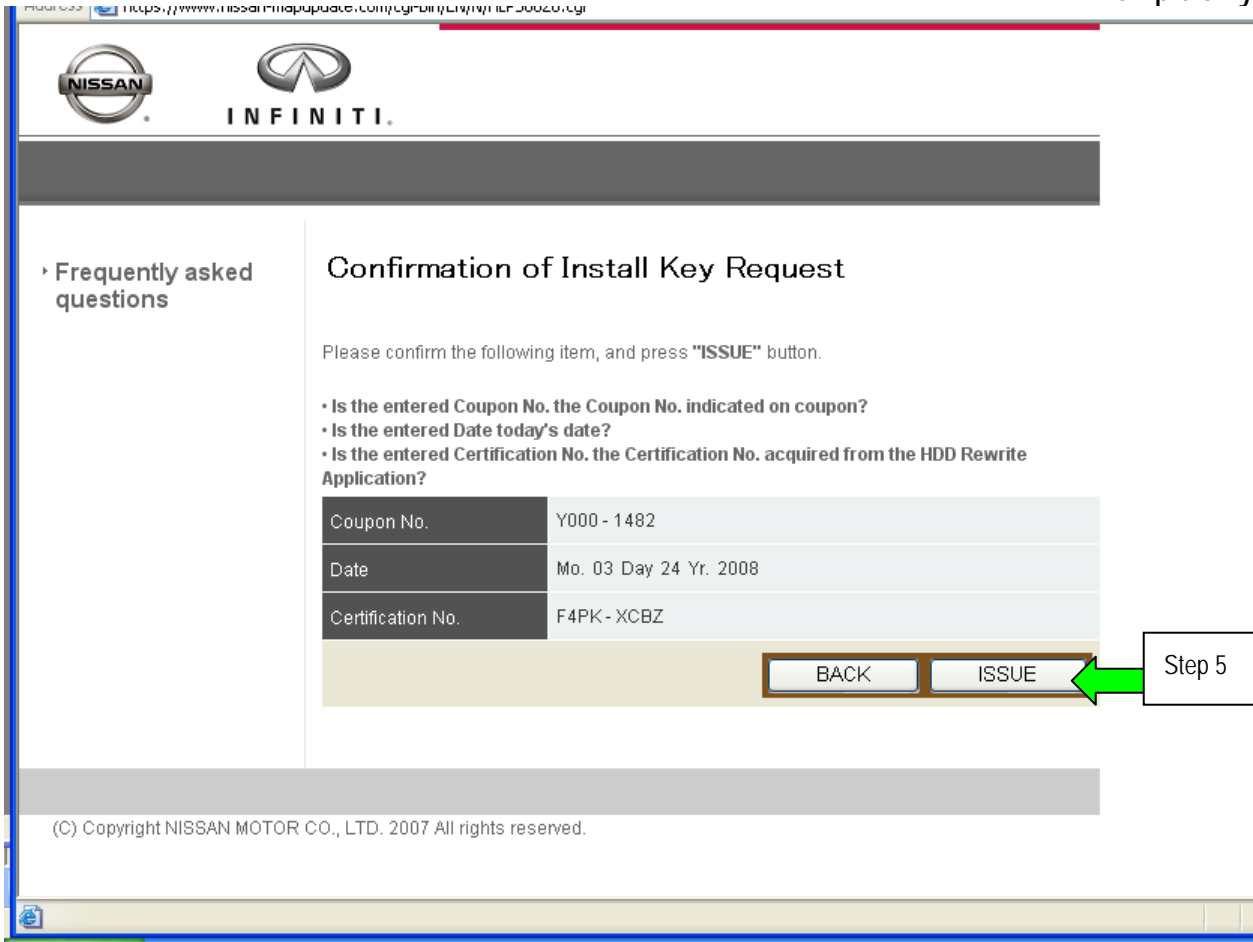 NISSAN
INFINITI.
Frequently asked
questions
Confirmation of Install Key Request
Please confirm the following item, and press "ISSUE" button.
• Is the entered Coupon No. the Coupon No. indicated on coupon?
• Is the entered Date today's date?
• Is the entered Certification No. the Certification No. acquired from the HDD Rewrite
Application?
Coupon No. Y000 - 1482
Date Mo. 03 Day 24 Yr. 2008
Certification No. F4PK - XCBZ
BACK ISSUE
Step 5
(C) Copyright NISSAN MOTOR CO., LTD. 2007 All rights reserved.